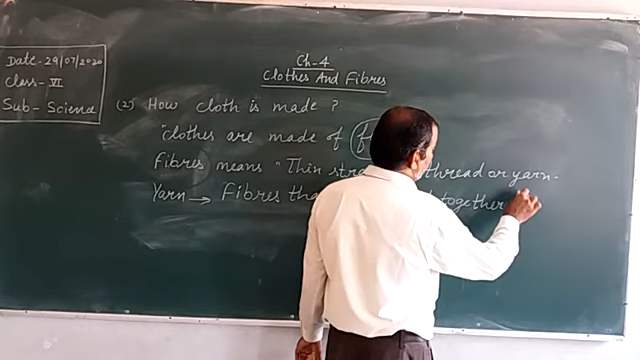 Date- 29/07/2020
Class- VI
Sub- Science
Ch-4
Clothes And Fibres
(2) How cloth is made ?
"Clothes are made of
Fibres means "Thin thread or yarn.
Yarn → Fibres together